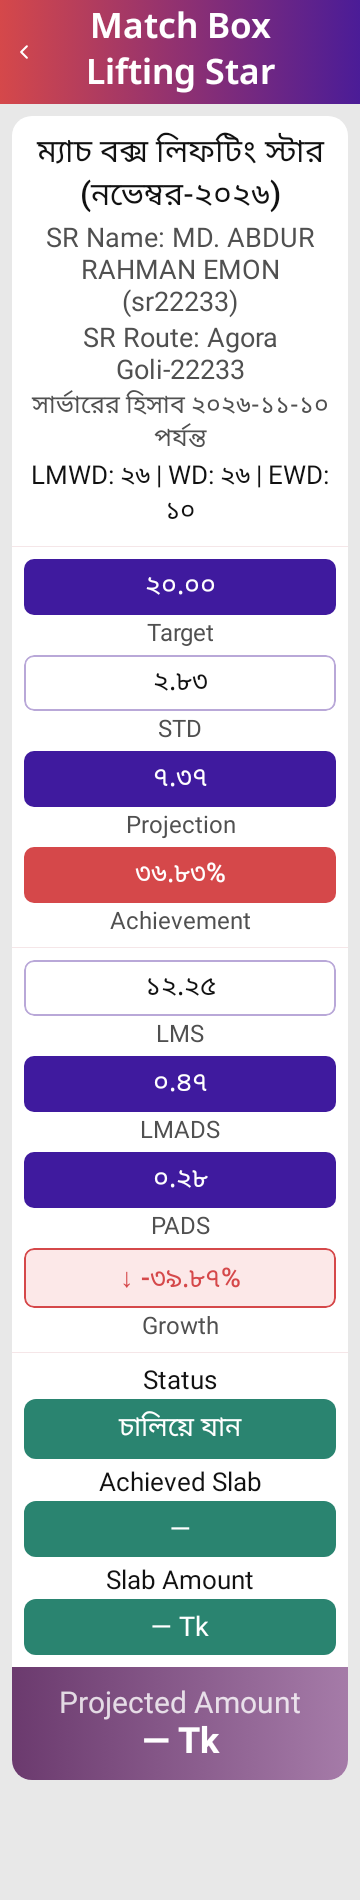 Match Box
Lifting Star
ম্যাচ বক্স লিফটিং স্টার
(নভেম্বর-২০২৬)
SR Name: MD. ABDUR
RAHMAN EMON
(sr22233)
SR Route: Agora
Goli-22233
সার্ভারের হিসাব ২০২৬-১১-১০
পর্যন্ত
LMWD: ২৬ | WD: ২৬ | EWD:
১০
২০.০০
Target
২.৮৩
STD
৭.৩৭
Projection
৩৬.৮৩%
Achievement
১২.২৫
LMS
০.৪৭
LMADS
০.২৮
PADS
↓ -৩৯.৮৭%
Growth
Status
চালিয়ে যান
Achieved Slab
—
Slab Amount
— Tk
Projected Amount
— Tk